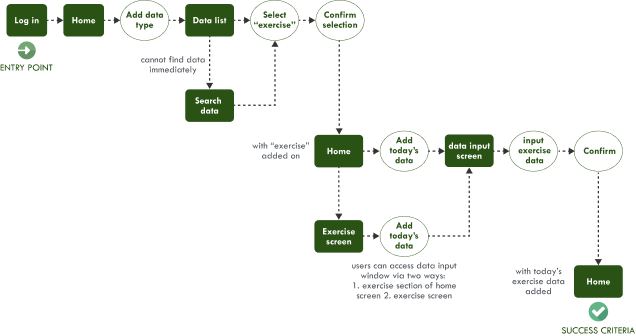 Log in
Home
Add data
type
Data list
Select
“exercise”
Confirm
selection
ENTRY POINT
cannot find data
immediately
Search
data
with “exercise”
added on
Home
Add
today's
data
data input
screen
input
exercise
data
Confirm
Exercise
screen
Add
today's
data
users can access data input
window via two ways:
1. exercise section of home
screen 2. exercise screen
with today's
exercise data
added
Home
SUCCESS CRITERIA